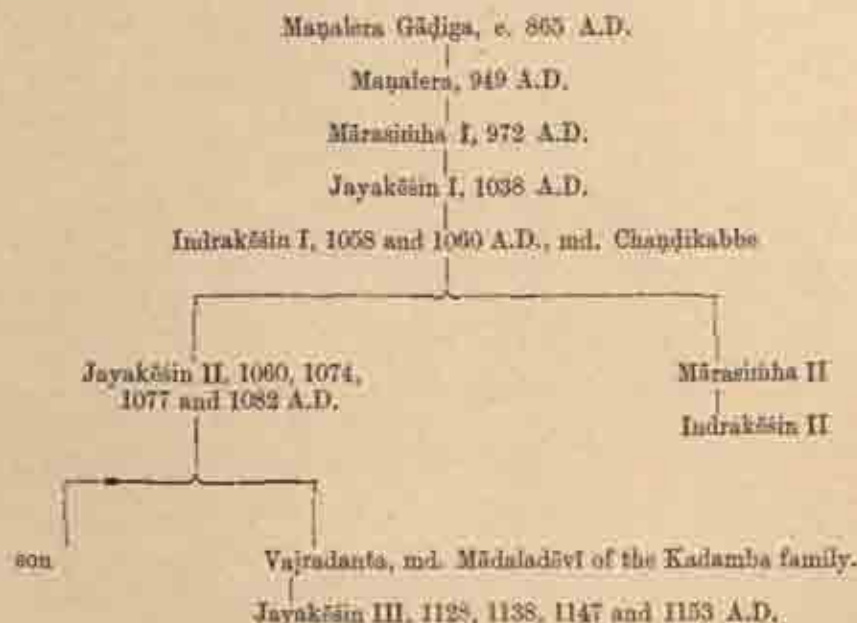 Maṇalera Gāḍiga, c. 865 A.D.
Maṇalera, 949 A.D.
Mārasiṁha I, 972 A.D.
Jayakēśin I, 1038 A.D.
Indrakēśin I, 1058 and 1060 A.D., md. Chaṇḍikabbe
Jayakēśin II, 1060, 1074,
1077 and 1082 A.D.
Mārasiṁha II
Indrakēśin II
son
Vajradanta, md. Mādaladēvī of the Kadamba family.
Jayakēśin III, 1128, 1138, 1147 and 1153 A.D.